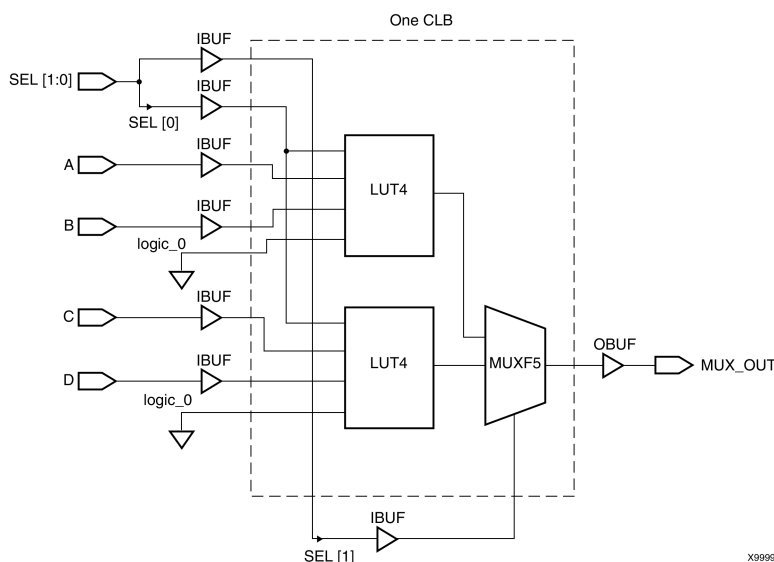 One CLB
IBUF
SEL [1:0]
IBUF
SEL [0]
IBUF
A
LUT4
IBUF
B
logic_0
IBUF
C
OBUF
IBUF
LUT4
MUXF5
MUX_OUT
D
logic_0
IBUF
SEL [1]
X9999